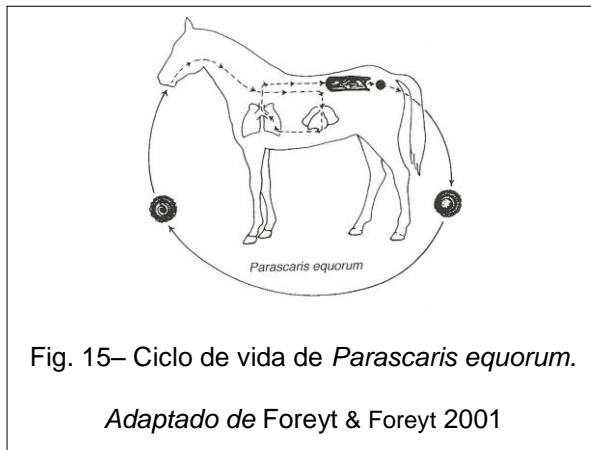 Parascaris equorum
Fig. 15– Ciclo de vida de Parascaris equorum.
Adaptado de Foreyt & Foreyt 2001